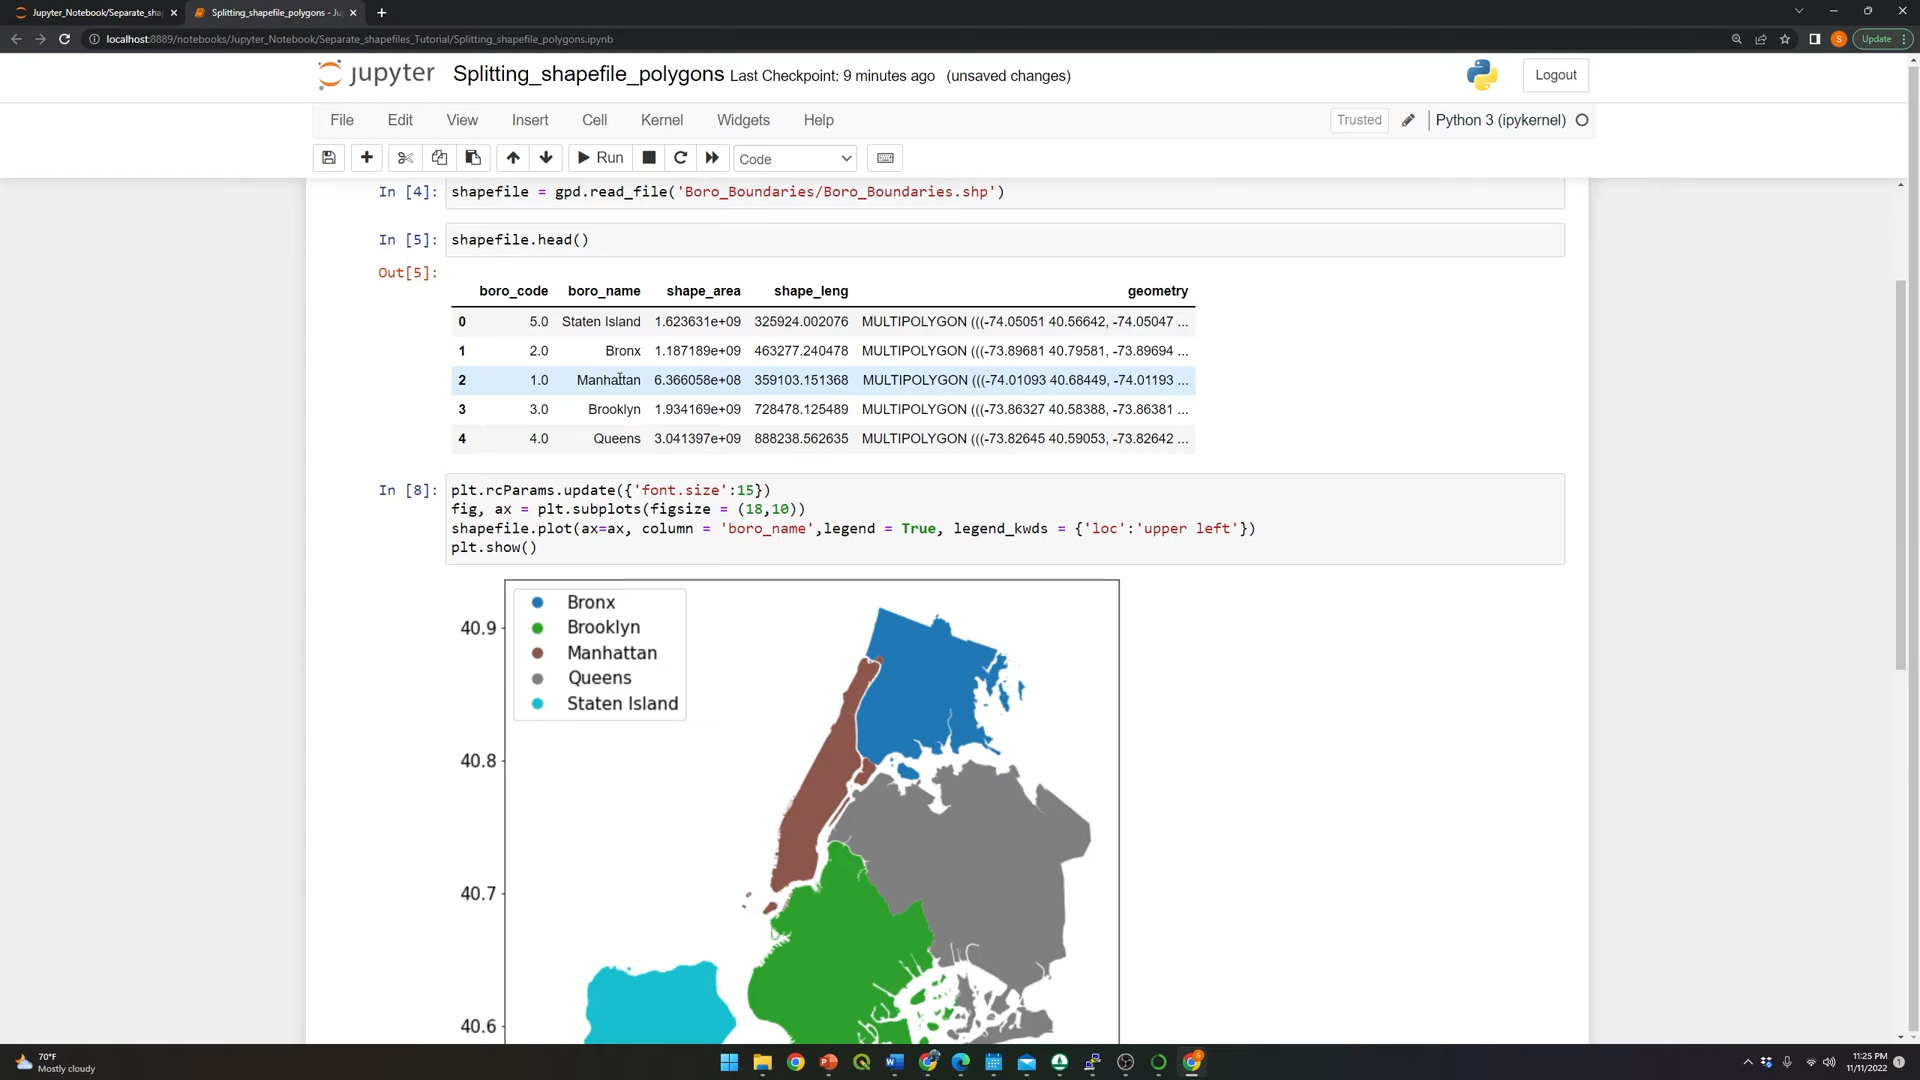 Jupyter_Notebook/Separate_sha
Splitting_shapefile_polygons - Ju
localhost:8889/notebooks/Jupyter_Notebook/Separate_shapefiles_Tutorial/Splitting_shapefile_polygons.ipynb
S
Update
jupyter Splitting_shapefile_polygons Last Checkpoint: 9 minutes ago (unsaved changes)
Logout
File Edit View Insert Cell Kernel Widgets Help
Trusted
Python 3 (ipykernel)
Run
Code
In [4]: shapefile = gpd.read_file('Boro_Boundaries/Boro_Boundaries.shp')
In [5]: shapefile.head()
Out[5]:
boro_code boro_name shape_area shape_leng geometry
0 5.0 Staten Island 1.623631e+09 325924.002076 MULTIPOLYGON (((-74.05051 40.56642, -74.05047 ...
1 2.0 Bronx 1.187189e+09 463277.240478 MULTIPOLYGON (((-73.89681 40.79581, -73.89694 ...
2 1.0 Manhattan 6.366058e+08 359103.151368 MULTIPOLYGON (((-74.01093 40.68449, -74.01193 ...
3 3.0 Brooklyn 1.934169e+09 728478.125489 MULTIPOLYGON (((-73.86327 40.58388, -73.86381 ...
4 4.0 Queens 3.041397e+09 888238.562635 MULTIPOLYGON (((-73.82645 40.59053, -73.82642 ...
In [8]: plt.rcParams.update({'font.size':15})
fig, ax = plt.subplots(figsize = (18,10))
shapefile.plot(ax=ax, column = 'boro_name',legend = True, legend_kwds = {'loc':'upper left'})
plt.show()
Bronx
Brooklyn
Manhattan
Queens
Staten Island
40.9
40.8
40.7
40.6
70°F
Mostly cloudy
11:25 PM
11/11/2022
1